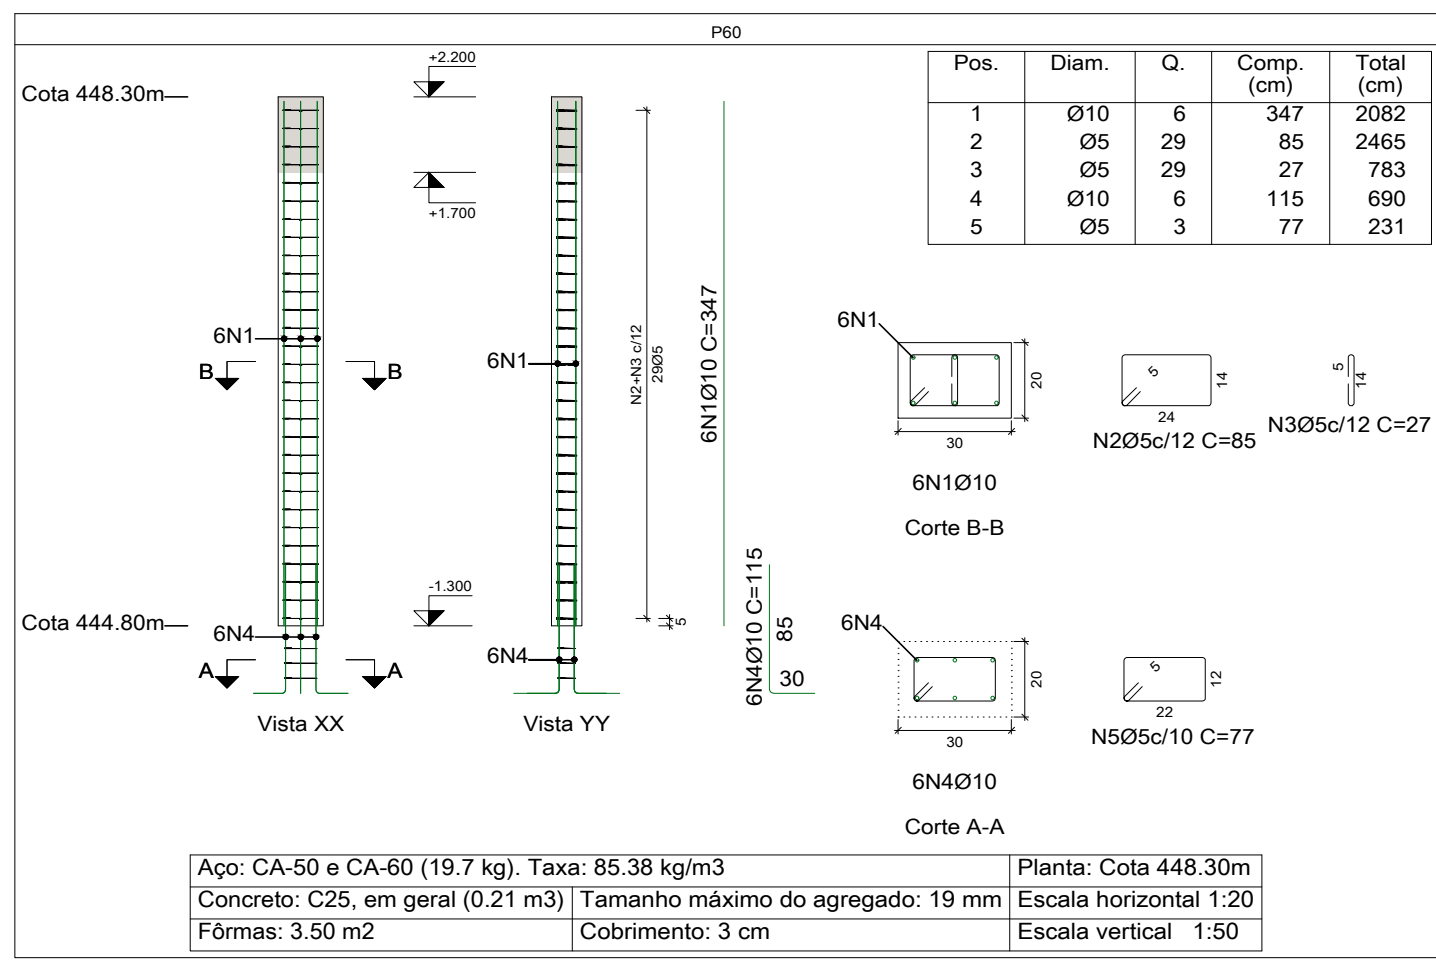 P60
Cota 448.30m
+2.200
+1.700
6N1
B
B
-1.300
Cota 444.80m
6N4
A
A
Vista XX
6N1
6N4
Vista YY
N2+N3 c/12
29Ø5
5
6N1Ø10 C=347
6N4Ø10 C=115
85
30
Pos. Diam. Q. Comp. (cm) Total (cm)
1 Ø10 6 347 2082
2 Ø5 29 85 2465
3 Ø5 29 27 783
4 Ø10 6 115 690
5 Ø5 3 77 231
6N1
20
30
6N1Ø10
Corte B-B
5
14
24
N2Ø5c/12 C=85
5
14
N3Ø5c/12 C=27
6N4
20
30
6N4Ø10
Corte A-A
5
12
22
N5Ø5c/10 C=77
Aço: CA-50 e CA-60 (19.7 kg). Taxa: 85.38 kg/m3 Planta: Cota 448.30m
Concreto: C25, em geral (0.21 m3) Tamanho máximo do agregado: 19 mm Escala horizontal 1:20
Fôrmas: 3.50 m2 Cobrimento: 3 cm Escala vertical 1:50